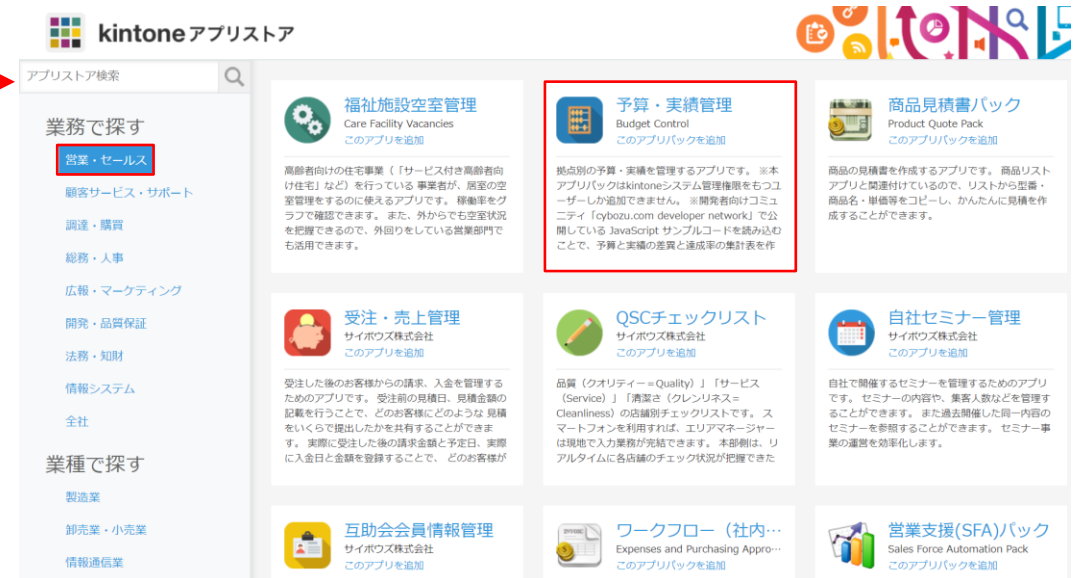 kintone アプリストア
アプリストア検索
業務で探す
営業・セールス
顧客サービス・サポート
調達・購買
総務・人事
広報・マーケティング
開発・品質保証
法務・知財
情報システム
全社
業種で探す
製造業
卸売業・小売業
情報通信業
福祉施設空室管理
Care Facility Vacancies
このアプリを追加
高齢者向けの住宅事業（「サービス付き高齢者向
け住宅」など）を行っている 事業者が、居室の空
室管理をするのに使えるアプリです。 稼働率をグ
ラフで確認できます。 また、外からでも空室状況
を把握できるので、外回りをしている営業部門で
も活用できます。
予算・実績管理
Budget Control
このアプリパックを追加
拠点別の予算・実績を管理するアプリです。 ※本
アプリパックはkintoneシステム管理権限をもつユ
ーザーしか追加できません。 ※開発者向けコミュ
ニティ「cybozu.com developer network」で公
開している JavaScript サンプルコードを読み込む
ことで、予算と実績の差異と達成率の集計表を作
商品見積書パック
Product Quote Pack
このアプリパックを追加
商品の見積書を作成するアプリです。 商品リスト
アプリと関連付けているので、リストから型番・
商品名・単価等をコピーし、かんたんに見積を作
成することができます。
受注・売上管理
サイボウズ株式会社
このアプリを追加
受注した後のお客様からの請求、入金を管理する
ためのアプリです。 受注前の見積日、見積金額の
記載を行うことで、どのお客様にどのような 見積
をいくらで提出したかを共有することができま
す。 実際に受注した後の請求金額と予定日、実際
に入金日と金額を登録することで、 どのお客様が
QSCチェックリスト
サイボウズ株式会社
このアプリを追加
品質（クオリティー＝Quality）」「サービス
（Service）」「清潔さ（クレンリネス＝
Cleanliness）の店舗別チェックリストです。 ス
マートフォンを利用すれば、エリアマネージャー
は現地で入力業務が完結できます。 本部側は、リ
アルタイムに各店舗のチェック状況が把握できた
自社セミナー管理
サイボウズ株式会社
このアプリを追加
自社で開催するセミナーを管理するためのアプリ
です。 セミナーの内容や、集客人数などを管理す
ることができます。 また過去開催した同一内容の
セミナーを参照することができます。 セミナー事
業の運営を効率化します。
互助会会員情報管理
サイボウズ株式会社
このアプリを追加
ワークフロー（社内…
Expenses and Purchasing Appro…
このアプリパックを追加
営業支援(SFA)パック
Sales Force Automation Pack
このアプリパックを追加